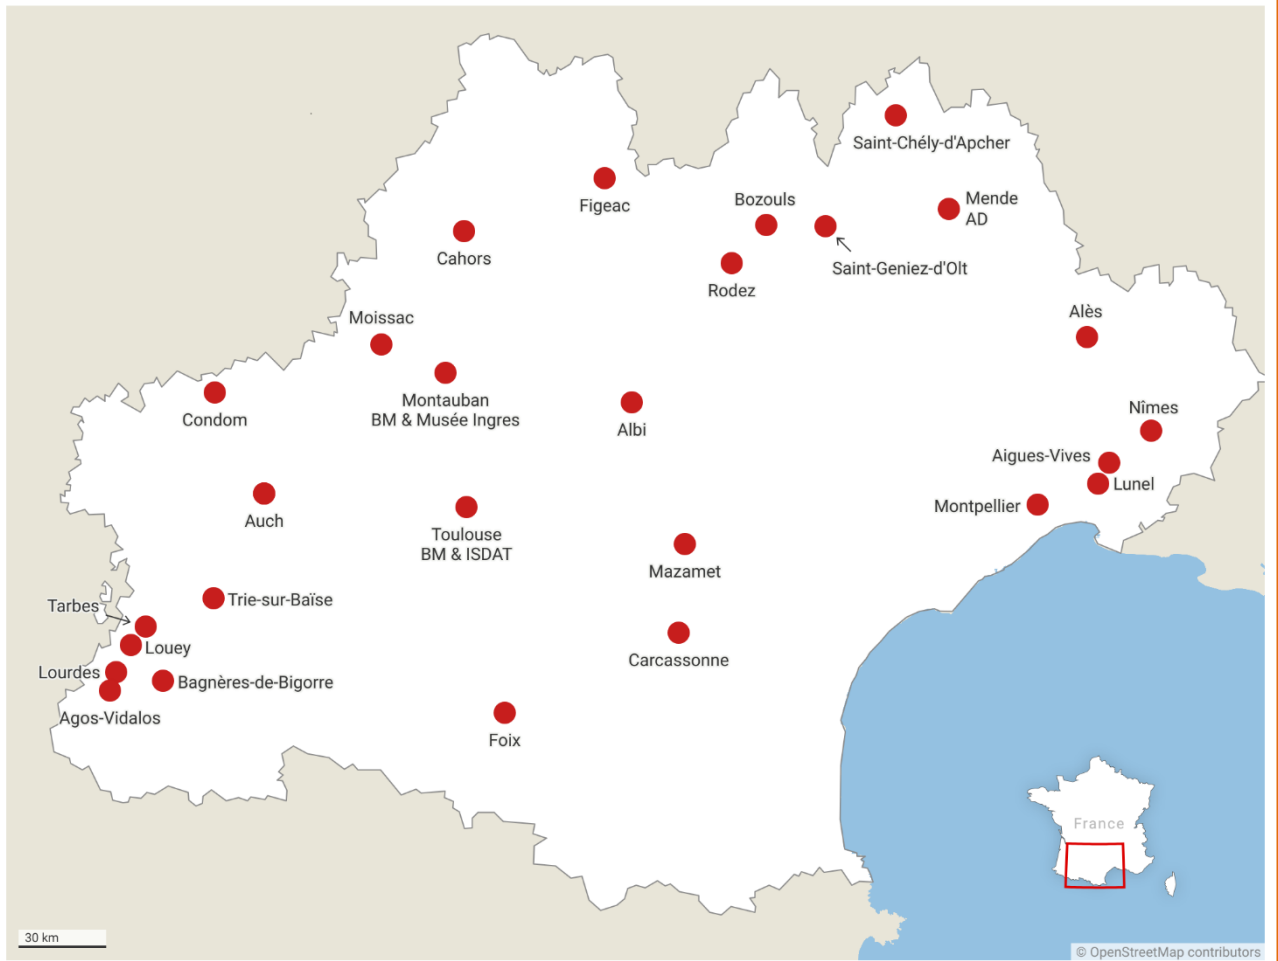 Saint-Chély-d'Apcher
Figeac
Bozouls
Mende
AD
Cahors
Saint-Geniez-d'Olt
Rodez
Moissac
Alès
Montauban
BM & Musée Ingres
Condom
Albi
Nîmes
Aigues-Vives
Lunel
Montpellier
Auch
Toulouse
BM & ISDAT
Mazamet
Trie-sur-Baïse
Tarbes
Louey
Carcassonne
Lourdes
Bagnères-de-Bigorre
Agos-Vidalos
Foix
France
30 km
© OpenStreetMap contributors